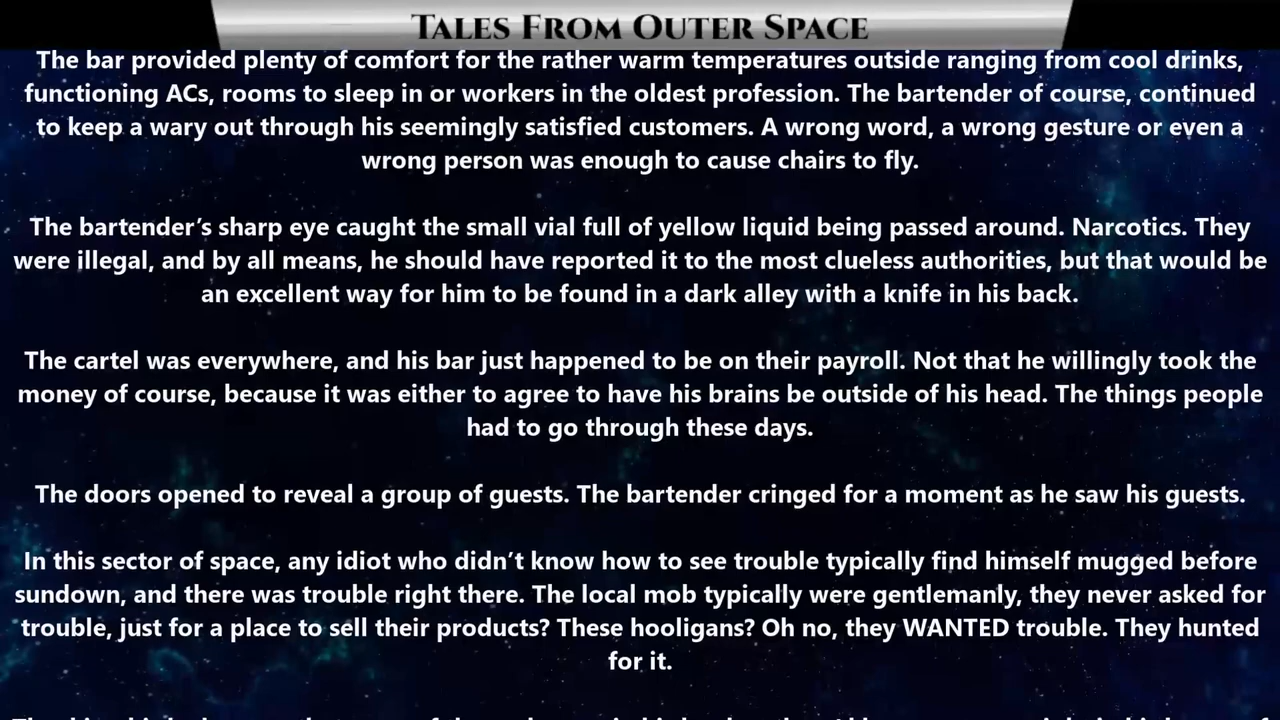 Tales From Outer Space
The bar provided plenty of comfort for the rather warm temperatures outside ranging from cool drinks,
functioning ACs, rooms to sleep in or workers in the oldest profession. The bartender of course, continued
to keep a wary out through his seemingly satisfied customers. A wrong word, a wrong gesture or even a
wrong person was enough to cause chairs to fly.
The bartender’s sharp eye caught the small vial full of yellow liquid being passed around. Narcotics. They
were illegal, and by all means, he should have reported it to the most clueless authorities, but that would be
an excellent way for him to be found in a dark alley with a knife in his back.
The cartel was everywhere, and his bar just happened to be on their payroll. Not that he willingly took the
money of course, because it was either to agree to have his brains be outside of his head. The things people
had to go through these days.
The doors opened to reveal a group of guests. The bartender cringed for a moment as he saw his guests.
In this sector of space, any idiot who didn’t know how to see trouble typically find himself mugged before
sundown, and there was trouble right there. The local mob typically were gentlemanly, they never asked for
trouble, just for a place to sell their products? These hooligans? Oh no, they WANTED trouble. They hunted
for it.